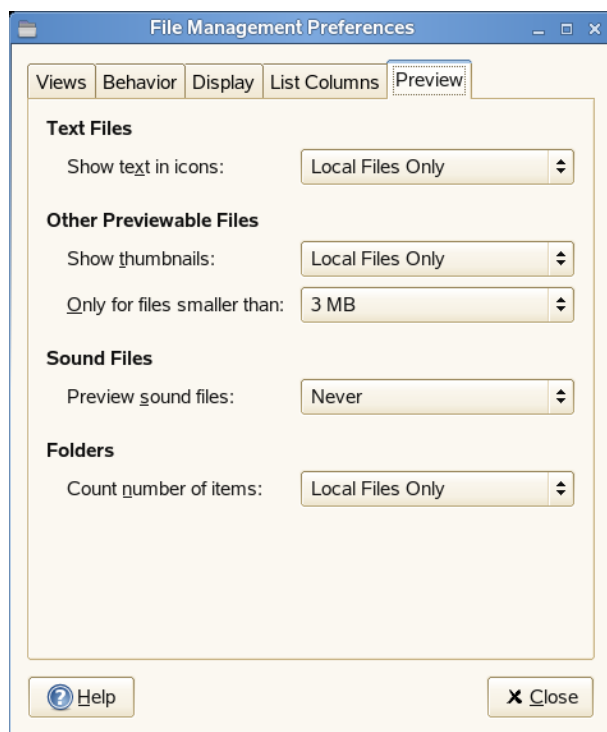 File Management Preferences
Views Behavior Display List Columns Preview
Text Files
Show text in icons: Local Files Only
Other Previewable Files
Show thumbnails: Local Files Only
Only for files smaller than: 3 MB
Sound Files
Preview sound files: Never
Folders
Count number of items: Local Files Only
Help Close